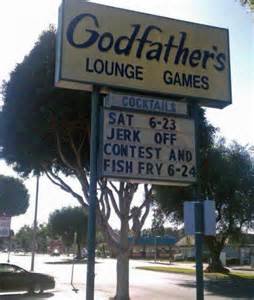 Godfather's
LOUNGE GAMES
COCKTAILS
SAT 6-23
JERK OFF
CONTEST AND
FISH FRY 6-24